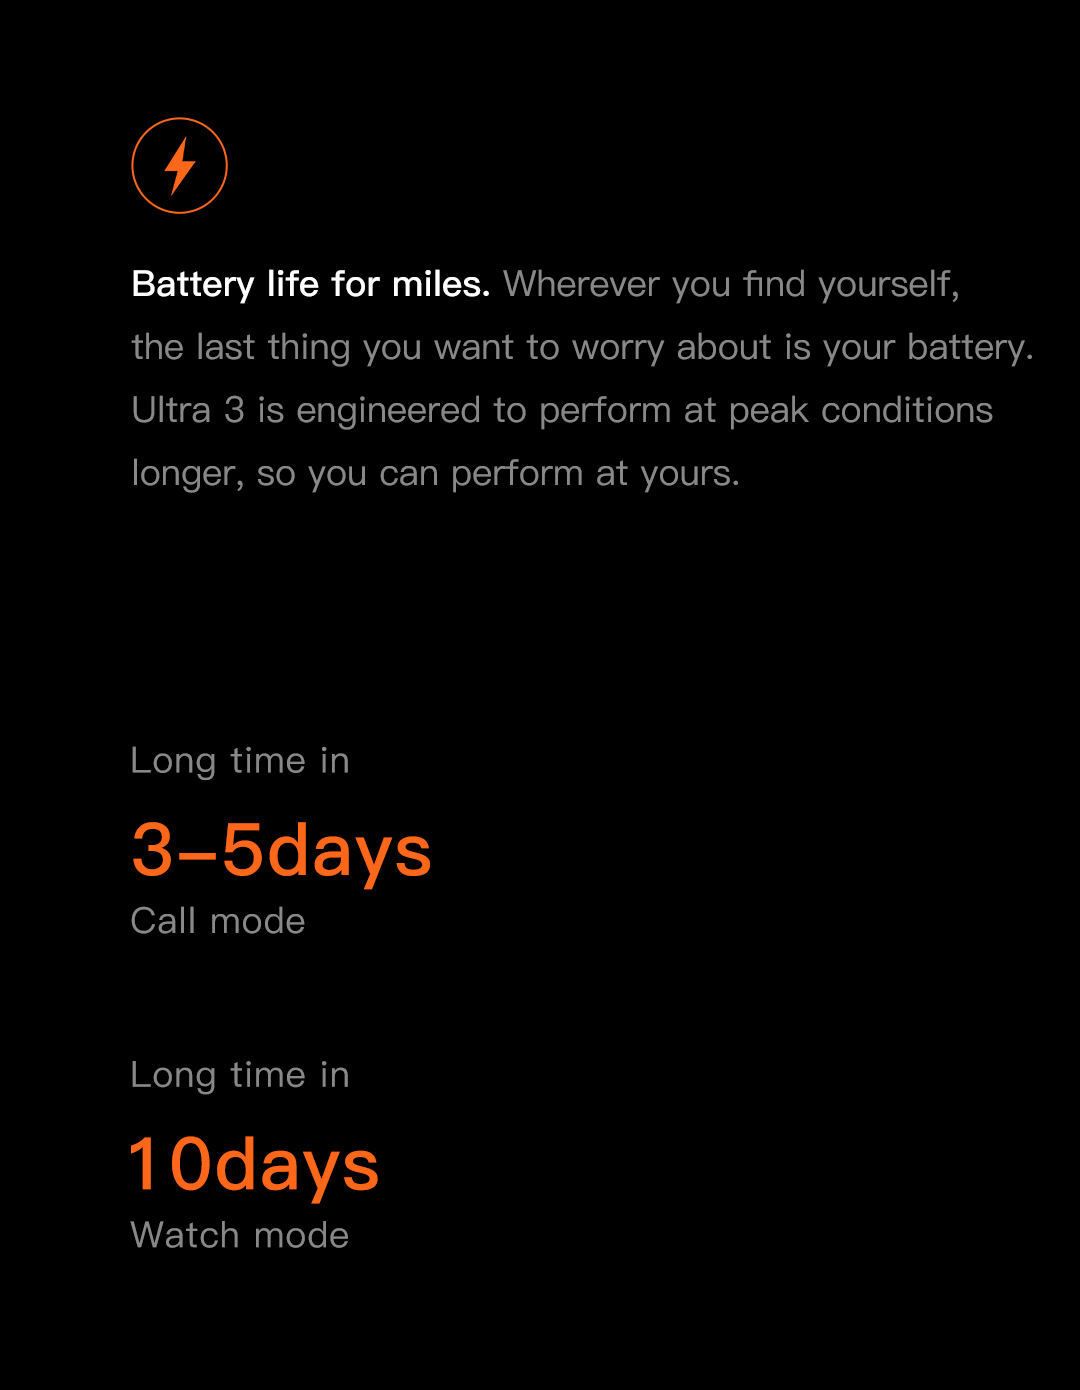 Battery life for miles. Wherever you find yourself,
the last thing you want to worry about is your battery.
Ultra 3 is engineered to perform at peak conditions
longer, so you can perform at yours.
Long time in
3–5days
Call mode
Long time in
10days
Watch mode